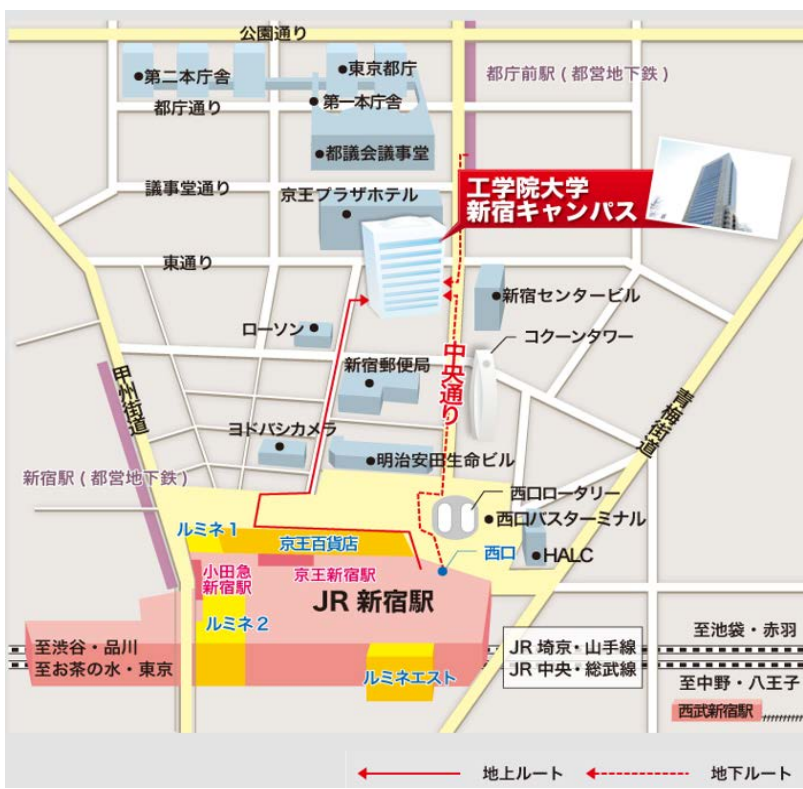 公園通り
第二本庁舎
東京都庁
都庁前駅(都営地下鉄)
都庁通り
第一本庁舎
都議会議事堂
議事堂通り
京王プラザホテル
工学院大学
新宿キャンパス
東通り
新宿センタービル
ローソン
コクーンタワー
中央通り
新宿郵便局
甲州街道
青梅街道
ヨドバシカメラ
明治安田生命ビル
新宿駅(都営地下鉄)
西口ロータリー
西口バスターミナル
ルミネ1
京王百貨店
西口
HALC
小田急
新宿駅
京王新宿駅
JR 新宿駅
ルミネ2
至渋谷・品川
至お茶の水・東京
JR 埼京・山手線
JR 中央・総武線
至池袋・赤羽
至中野・八王子
ルミネエスト
西武新宿駅
地上ルート
地下ルート